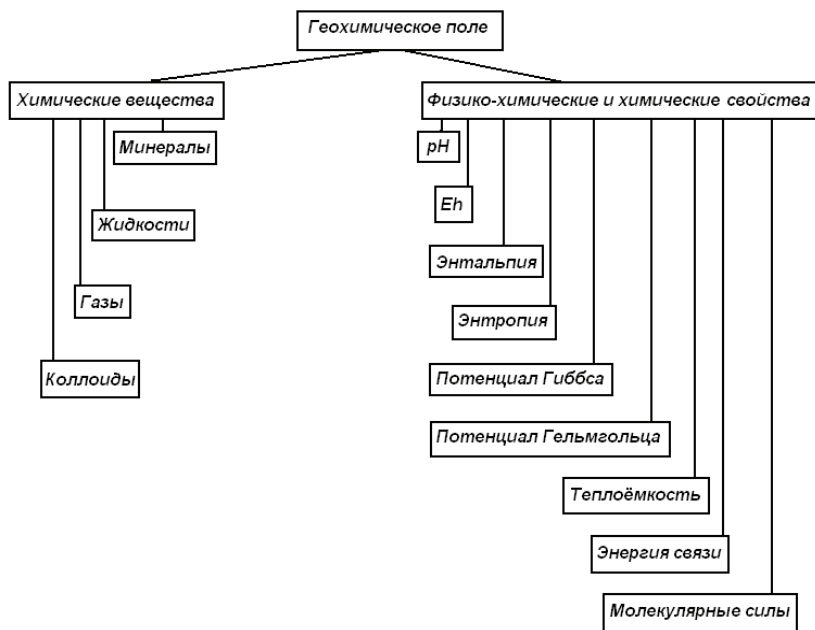 Геохимическое поле
Химические вещества
Физико-химические и химические свойства
Минералы
pH
Eh
Жидкости
Энтальпия
Газы
Энтропия
Коллоиды
Потенциал Гиббса
Потенциал Гельмгольца
Теплоёмкость
Энергия связи
Молекулярные силы